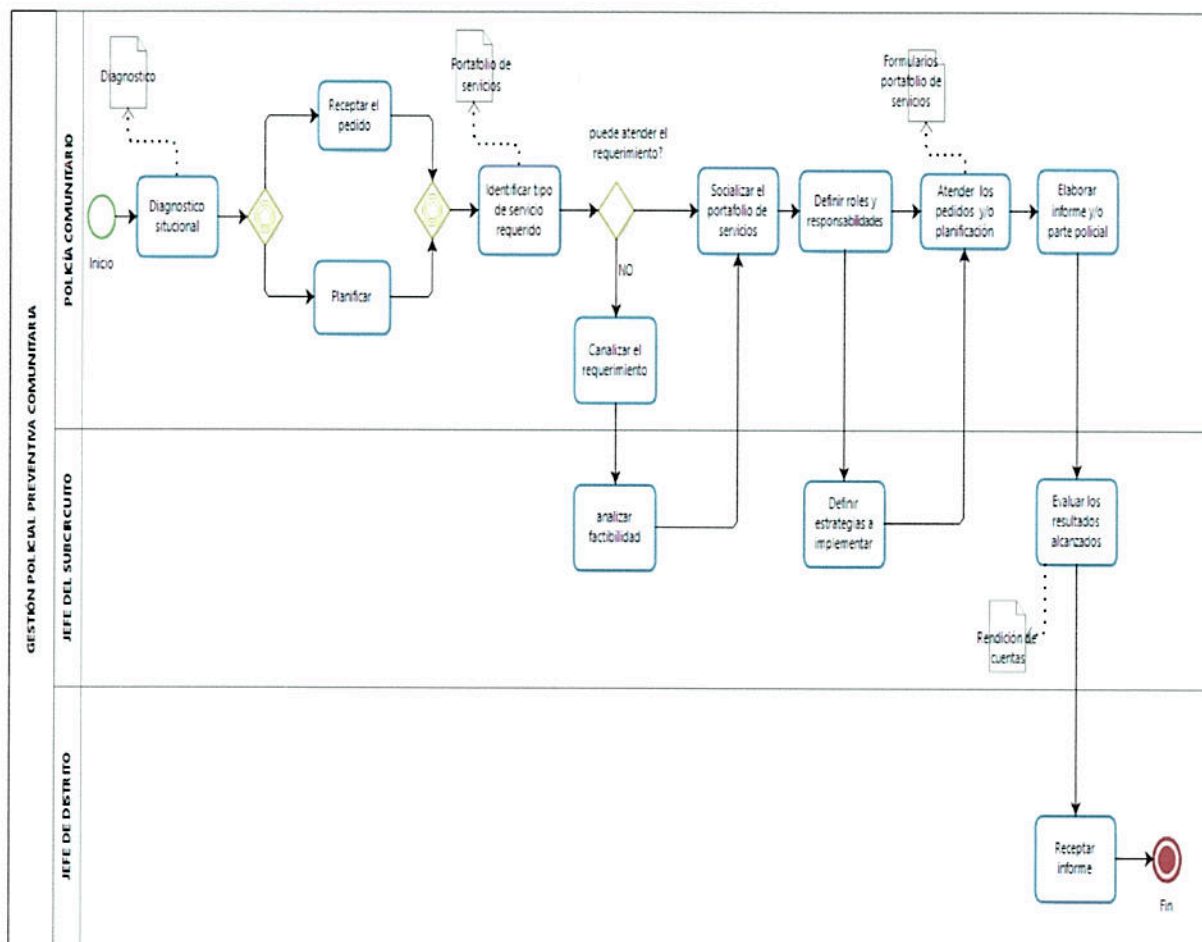 GESTIÓN POLICIAL PREVENTIVA COMUNITARIA
POLICÍA COMUNITARIO
Diagnostico
Inicio
Diagnostico
situcional
Receptar el
pedido
Planificar
Portafolio de
servicios
Identificar tipo
de servicio
requerido
puede atender el
requerimiento?
NO
Canalizar el
requerimiento
Socializar el
portafolio de
servicios
Definir roles y
responsabilidades
Formularios
portafolio de
servicios
Atender los
pedidos y/o
planificación
Elaborar
informe y/o
parte policial
JEFE DEL SUBCIRCUITO
analizar
factibilidad
Definir
estrategias a
implementar
Evaluar los
resultados
alcanzados
Rendición de
cuentas
JEFE DE DISTRITO
Receptar
informe
Fin